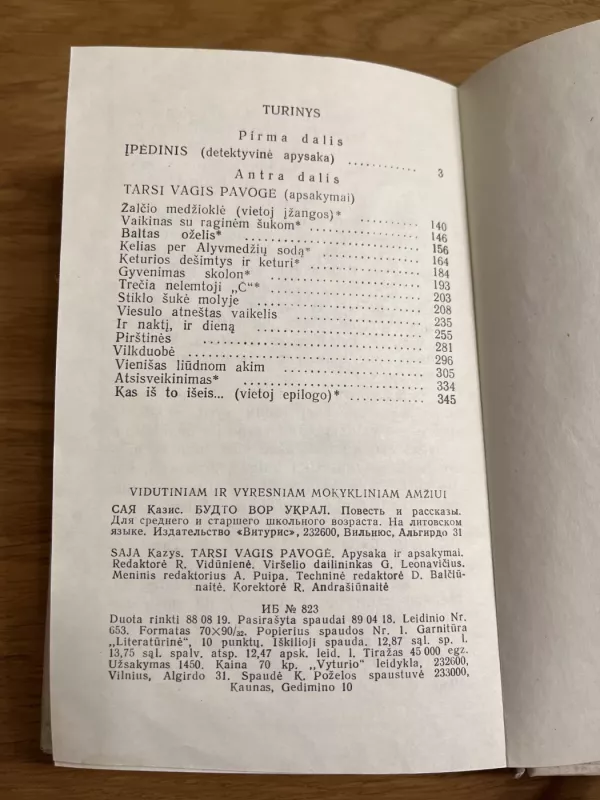 TURINYS
Pirma dalis
ĮPĖDINIS (detektyvinė apysaka) . . . . . . . . . . . 3
Antra dalis
TARSI VAGIS PAVOGĖ (apsakymai)
Žalčio medžioklė (vietoj įžangos)* . . . . . . . . . . 140
Vaikinas su raginėm šukom* . . . . . . . . . . 146
Baltas oželis* . . . . . . . . . . 156
Kelias per Alyvmedžių sodą* . . . . . . . . . . 164
Keturios dešimtys ir keturi* . . . . . . . . . . 184
Gyvenimas skolon* . . . . . . . . . . 193
Trečia nelemtoji „C“* . . . . . . . . . . 203
Stiklo šukė molyje . . . . . . . . . . 208
Viesulo atneštas vaikelis . . . . . . . . . . 235
Ir naktį, ir dieną . . . . . . . . . . 255
Pirštinės . . . . . . . . . . 281
Vilkduobė . . . . . . . . . . 296
Vienišas liūdnom akim . . . . . . . . . . 305
Atsisveikinimas* . . . . . . . . . . 334
Kas iš to išeis... (vietoj epilogo)* . . . . . . . . . . 345
VIDUTINIAM IR VYRESNIAM MOKYKLINIAM AMŽIUI
САЯ Казис. БУДТО ВОР УКРАЛ. Повесть и рассказы.
Для среднего и старшего школьного возраста. На литовском
языке. Издательство «Витурис», 232600, Вильнюс, Альгирдо 31
SAJA Kazys. TARSI VAGIS PAVOGĖ. Apysaka ir apsakymai.
Redaktorė R. Vidūnienė. Viršelio dailininkas G. Leonavičius.
Meninis redaktorius A. Puipa. Techninė redaktorė D. Balčiū-
naitė. Korektorė R. Andrašiūnaitė
ИБ № 823
Duota rinkti 88 08 19. Pasirašyta spaudai 89 04 18. Leidinio Nr.
653. Formatas 70×90/32. Popierius spaudos Nr. 1. Garnitūra
„Literatūrinė“, 10 punktų. Iškilioji spauda. 12,87 sąl. sp. l.
13,75 sąl. spalv. atsp. 12,47 apsk. leid. l. Tiražas 45 000 egz.
Užsakymas 1450. Kaina 70 kp. „Vyturio“ leidykla, 232600,
Vilnius, Algirdo 31. Spaudė K. Poželos spaustuvė 233000,
Kaunas, Gedimino 10